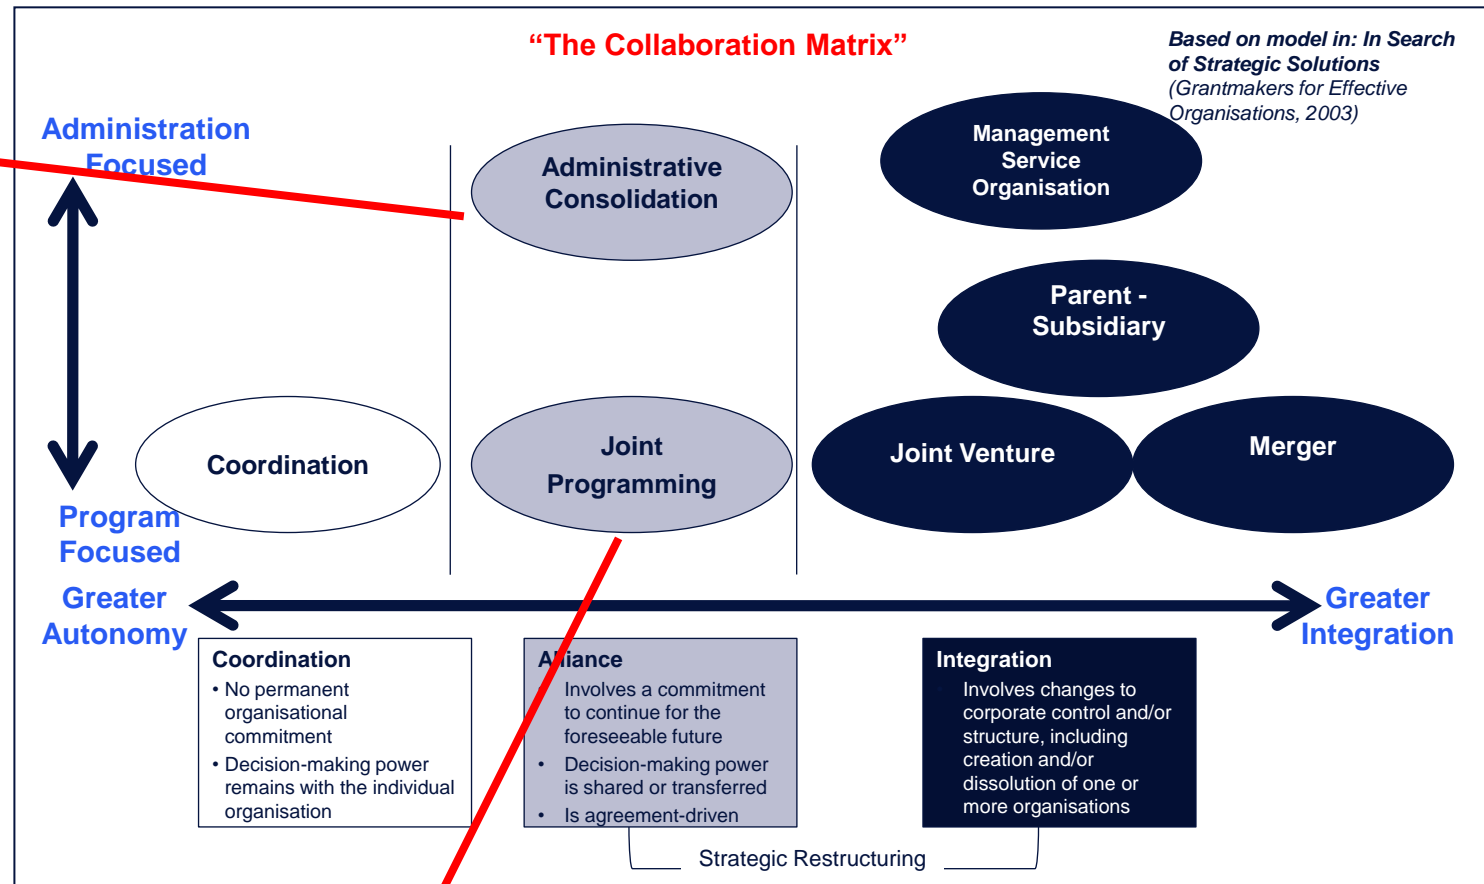 “The Collaboration Matrix”
Based on model in: In Search
of Strategic Solutions
(Grantmakers for Effective
Organisations, 2003)
Administration
Focused
Administrative
Consolidation
Management
Service
Organisation
Parent -
Subsidiary
Coordination
Joint
Programming
Joint Venture
Merger
Program
Focused
Greater
Autonomy
Greater
Integration
Coordination
• No permanent
organisational
commitment
• Decision-making power
remains with the individual
organisation
Alliance
• Involves a commitment
to continue for the
foreseeable future
• Decision-making power
is shared or transferred
• Is agreement-driven
Integration
• Involves changes to
corporate control and/or
structure, including
creation and/or
dissolution of one or
more organisations
Strategic Restructuring